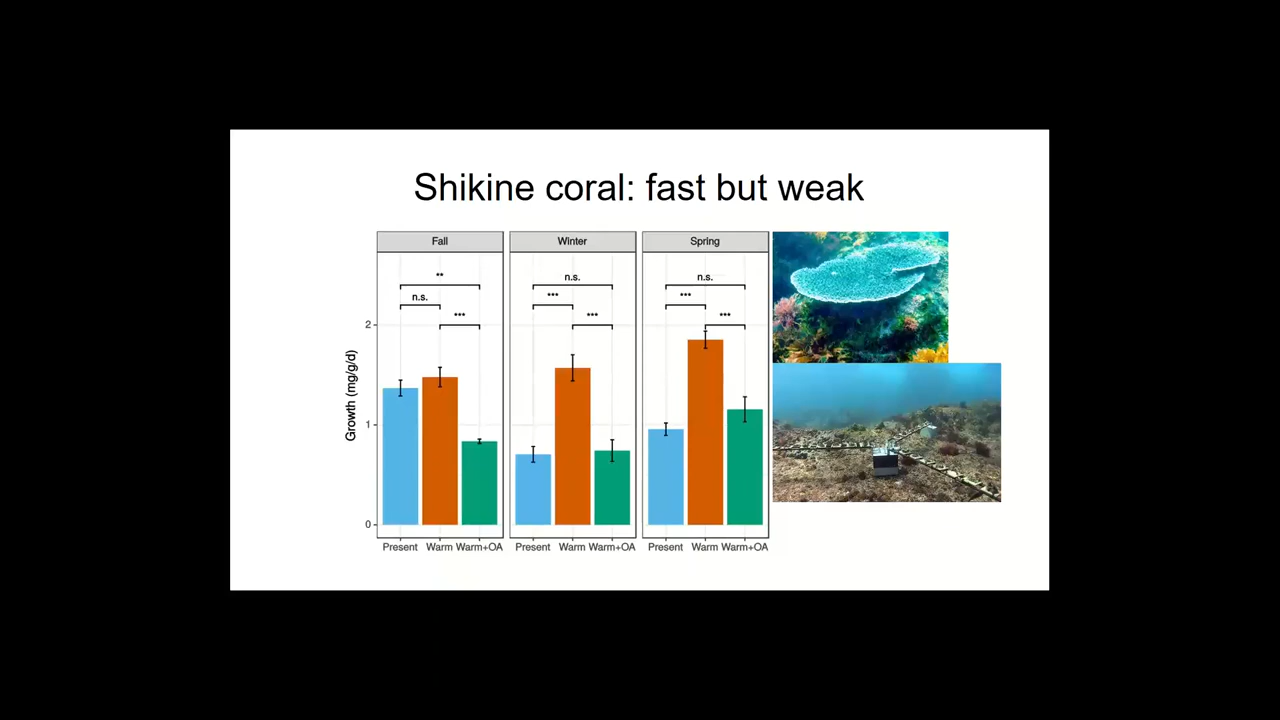 Shikine coral: fast but weak
Fall
Winter
Spring
**
n.s.
***
n.s.
***
***
n.s.
***
***
Growth (mg/g/d)
2
1
0
Present Warm Warm+OA
Present Warm Warm+OA
Present Warm Warm+OA